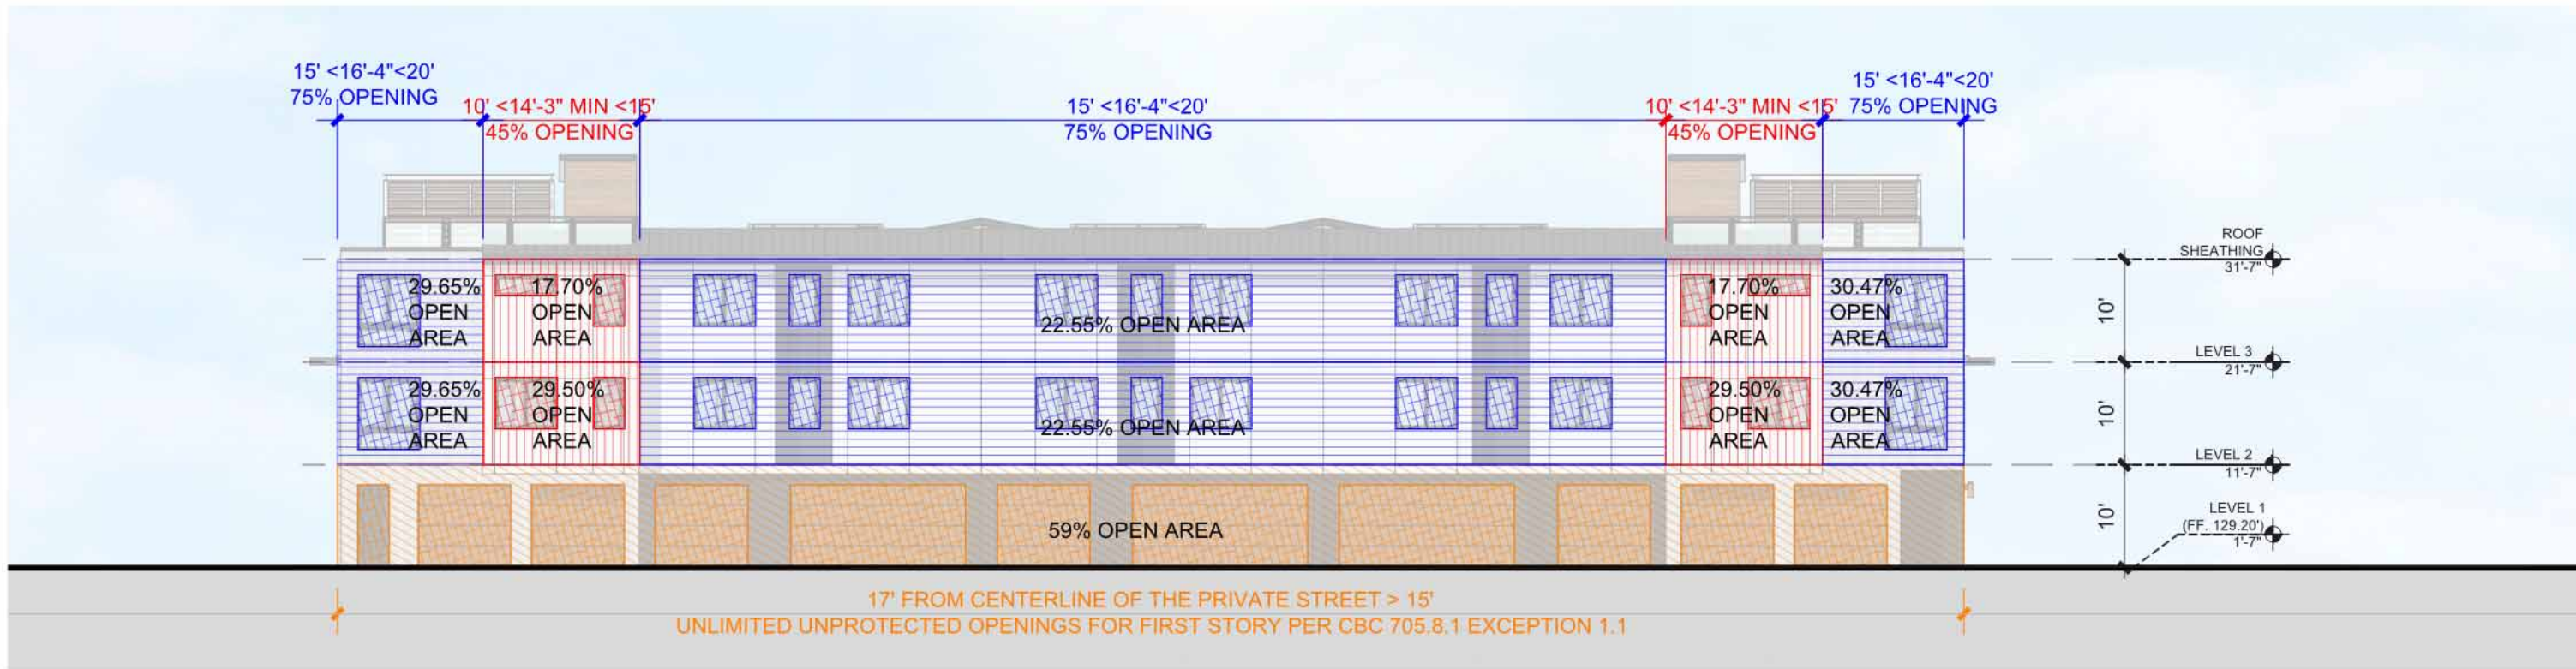 15' <16'-4"<20'
75% OPENING
10' <14'-3" MIN <15'
45% OPENING
15' <16'-4"<20'
75% OPENING
10' <14'-3" MIN <15'
45% OPENING
15' <16'-4"<20'
75% OPENING
29.65%
OPEN
AREA
17.70%
OPEN
AREA
22.55% OPEN AREA
17.70%
OPEN
AREA
30.47%
OPEN
AREA
29.65%
OPEN
AREA
29.50%
OPEN
AREA
22.55% OPEN AREA
29.50%
OPEN
AREA
30.47%
OPEN
AREA
59% OPEN AREA
ROOF
SHEATHING
31'-7"
10'
LEVEL 3
21'-7"
10'
LEVEL 2
11'-7"
10'
LEVEL 1
(FF. 129.20')
1'-7"
17' FROM CENTERLINE OF THE PRIVATE STREET > 15'
UNLIMITED UNPROTECTED OPENINGS FOR FIRST STORY PER CBC 705.8.1 EXCEPTION 1.1